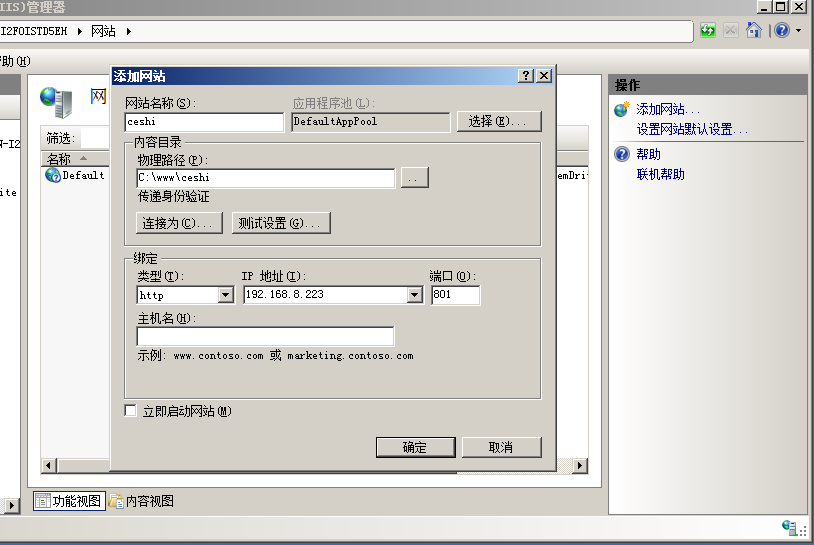 IIS)管理器
I2FOISTD5EH ▸ 网站 ▸
帮助(H)
添加网站
网站名称(S):
应用程序池(L):
ceshi
DefaultAppPool
选择(E)...
内容目录
物理路径(P):
C:\www\ceshi
..
传递身份验证
连接为(C)...
测试设置(G)...
绑定
类型(T):
IP 地址(I):
端口(O):
http
192.168.8.223
801
主机名(H):
示例: www.contoso.com 或 marketing.contoso.com
立即启动网站(M)
确定
取消
网
筛选:
名称
Default
emDri
N-I2
ite
功能视图
内容视图
操作
添加网站...
设置网站默认设置...
帮助
联机帮助